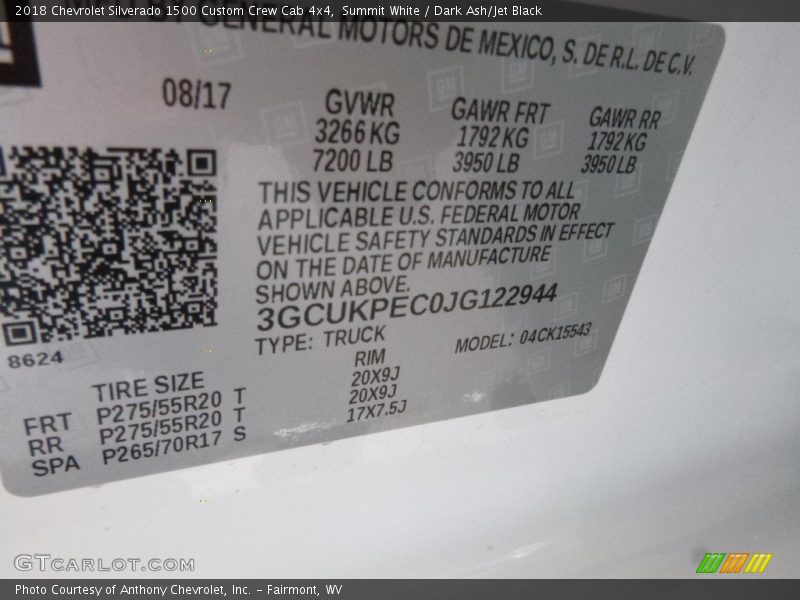 2018 Chevrolet Silverado 1500 Custom Crew Cab 4x4, Summit White / Dark Ash/Jet Black
BY GENERAL MOTORS DE MEXICO, S. DE R.L. DE C.V.
08/17
GVWR GAWR FRT GAWR RR
3266 KG 1792 KG 1792 KG
7200 LB 3950 LB 3950 LB
THIS VEHICLE CONFORMS TO ALL
APPLICABLE U.S. FEDERAL MOTOR
VEHICLE SAFETY STANDARDS IN EFFECT
ON THE DATE OF MANUFACTURE
SHOWN ABOVE.
3GCUKPEC0JG122944
TYPE: TRUCK MODEL: 04CK15543
8624
TIRE SIZE RIM
FRT P275/55R20 T 20X9J
RR P275/55R20 T 20X9J
SPA P265/70R17 S 17X7.5J
GTCARLOT.COM
Photo Courtesy of Anthony Chevrolet, Inc. – Fairmont, WV